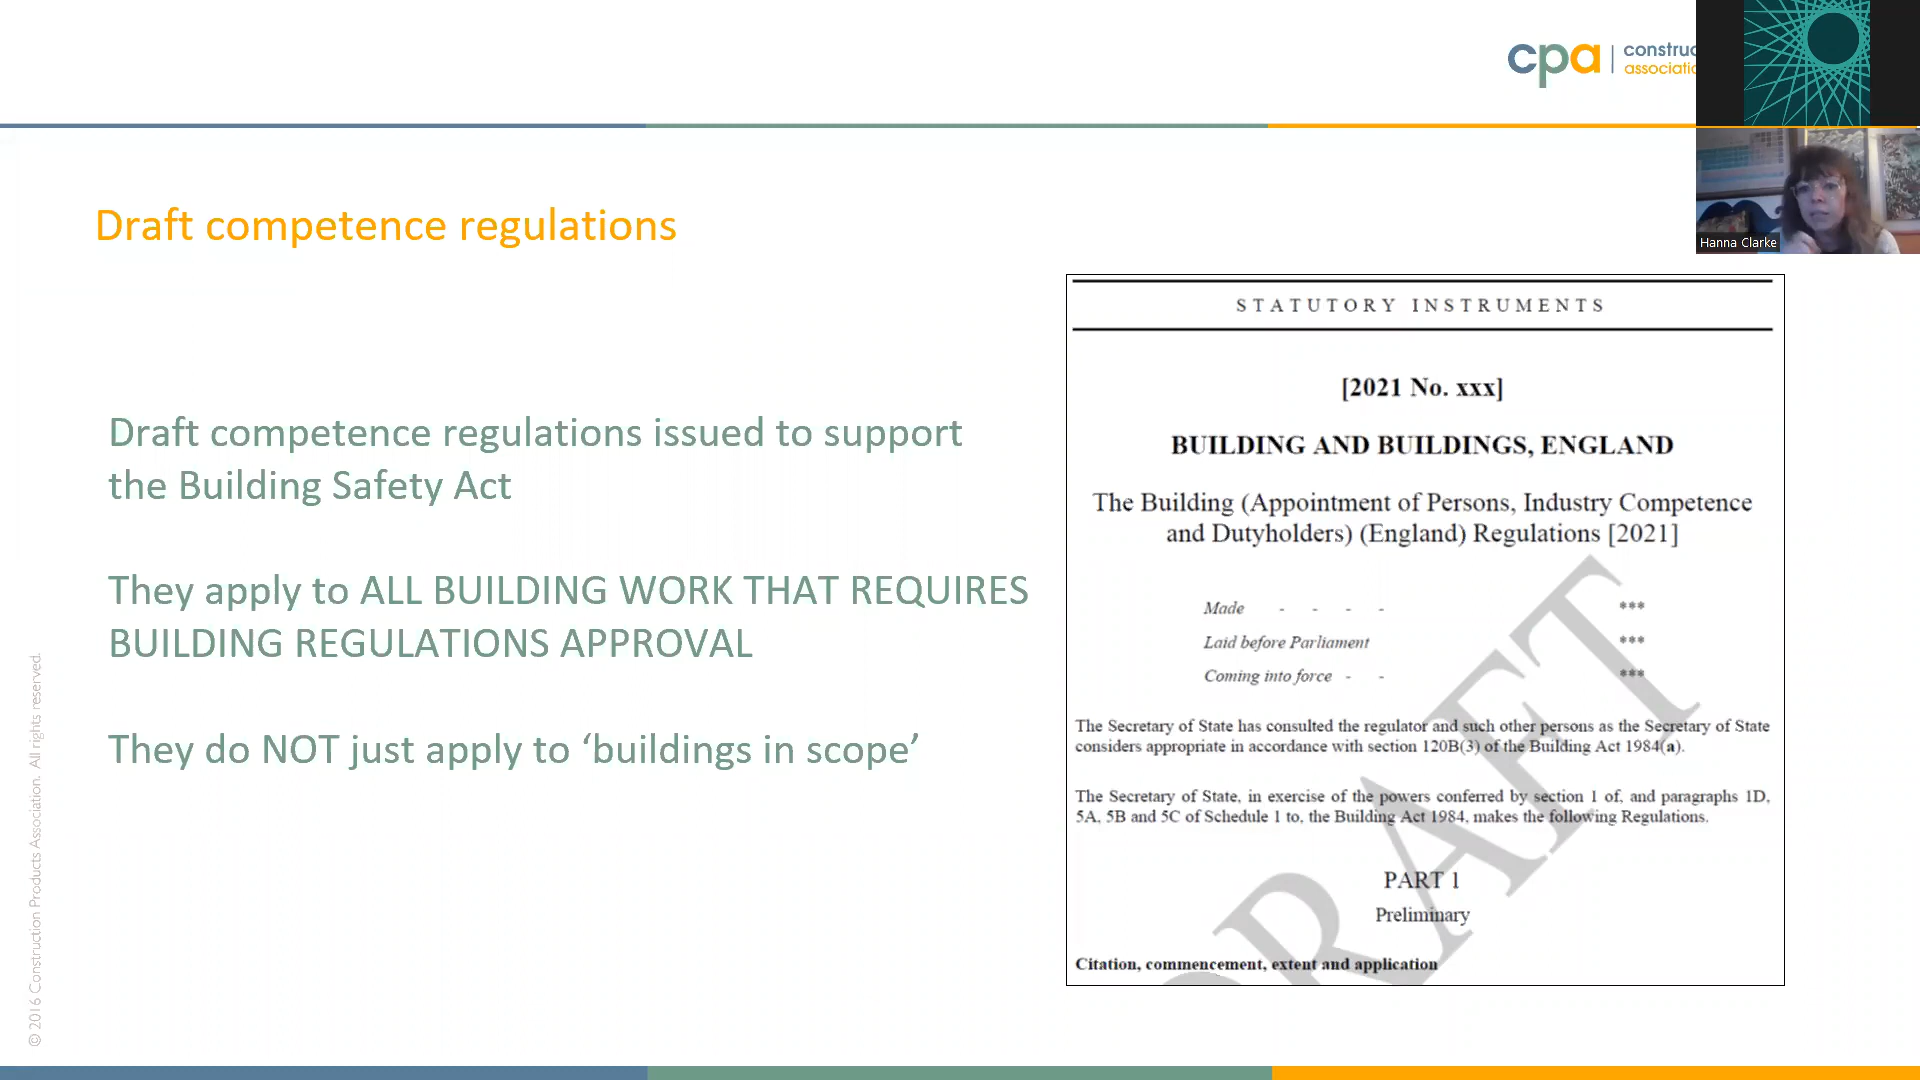 cpa
construc
associatio
Hanna Clarke
Draft competence regulations
Draft competence regulations issued to support
the Building Safety Act
They apply to ALL BUILDING WORK THAT REQUIRES
BUILDING REGULATIONS APPROVAL
They do NOT just apply to ‘buildings in scope’
STATUTORY INSTRUMENTS
[2021 No. xxx]
BUILDING AND BUILDINGS, ENGLAND
The Building (Appointment of Persons, Industry Competence
and Dutyholders) (England) Regulations [2021]
Made - - - - ***
Laid before Parliament ***
Coming into force - - ***
The Secretary of State has consulted the regulator and such other persons as the Secretary of State
considers appropriate in accordance with section 120B(3) of the Building Act 1984(a).
The Secretary of State, in exercise of the powers conferred by section 1 of, and paragraphs 1D,
5A, 5B and 5C of Schedule 1 to, the Building Act 1984, makes the following Regulations.
PART 1
Preliminary
Citation, commencement, extent and application
DRAFT
© 2016 Construction Products Association. All rights reserved.